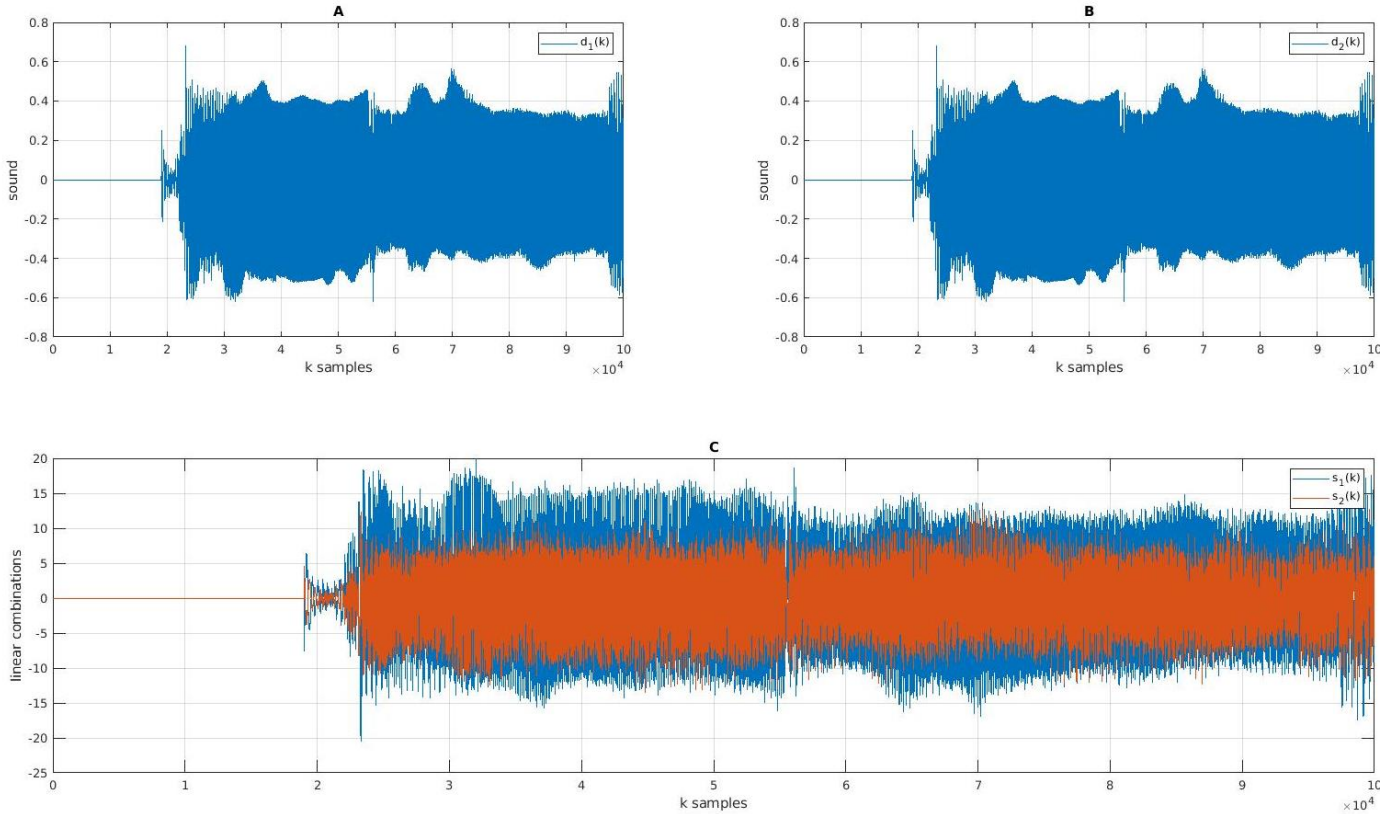 A
0.8
0.6
0.4
0.2
0
-0.2
-0.4
-0.6
-0.8
sound
d1(k)
0 1 2 3 4 5 6 7 8 9 10
k samples
×10^4
B
0.8
0.6
0.4
0.2
0
-0.2
-0.4
-0.6
-0.8
sound
d2(k)
0 1 2 3 4 5 6 7 8 9 10
k samples
×10^4
C
20
15
10
5
0
-5
-10
-15
-20
-25
linear combinations
s1(k)
s2(k)
0 1 2 3 4 5 6 7 8 9 10
k samples
×10^4